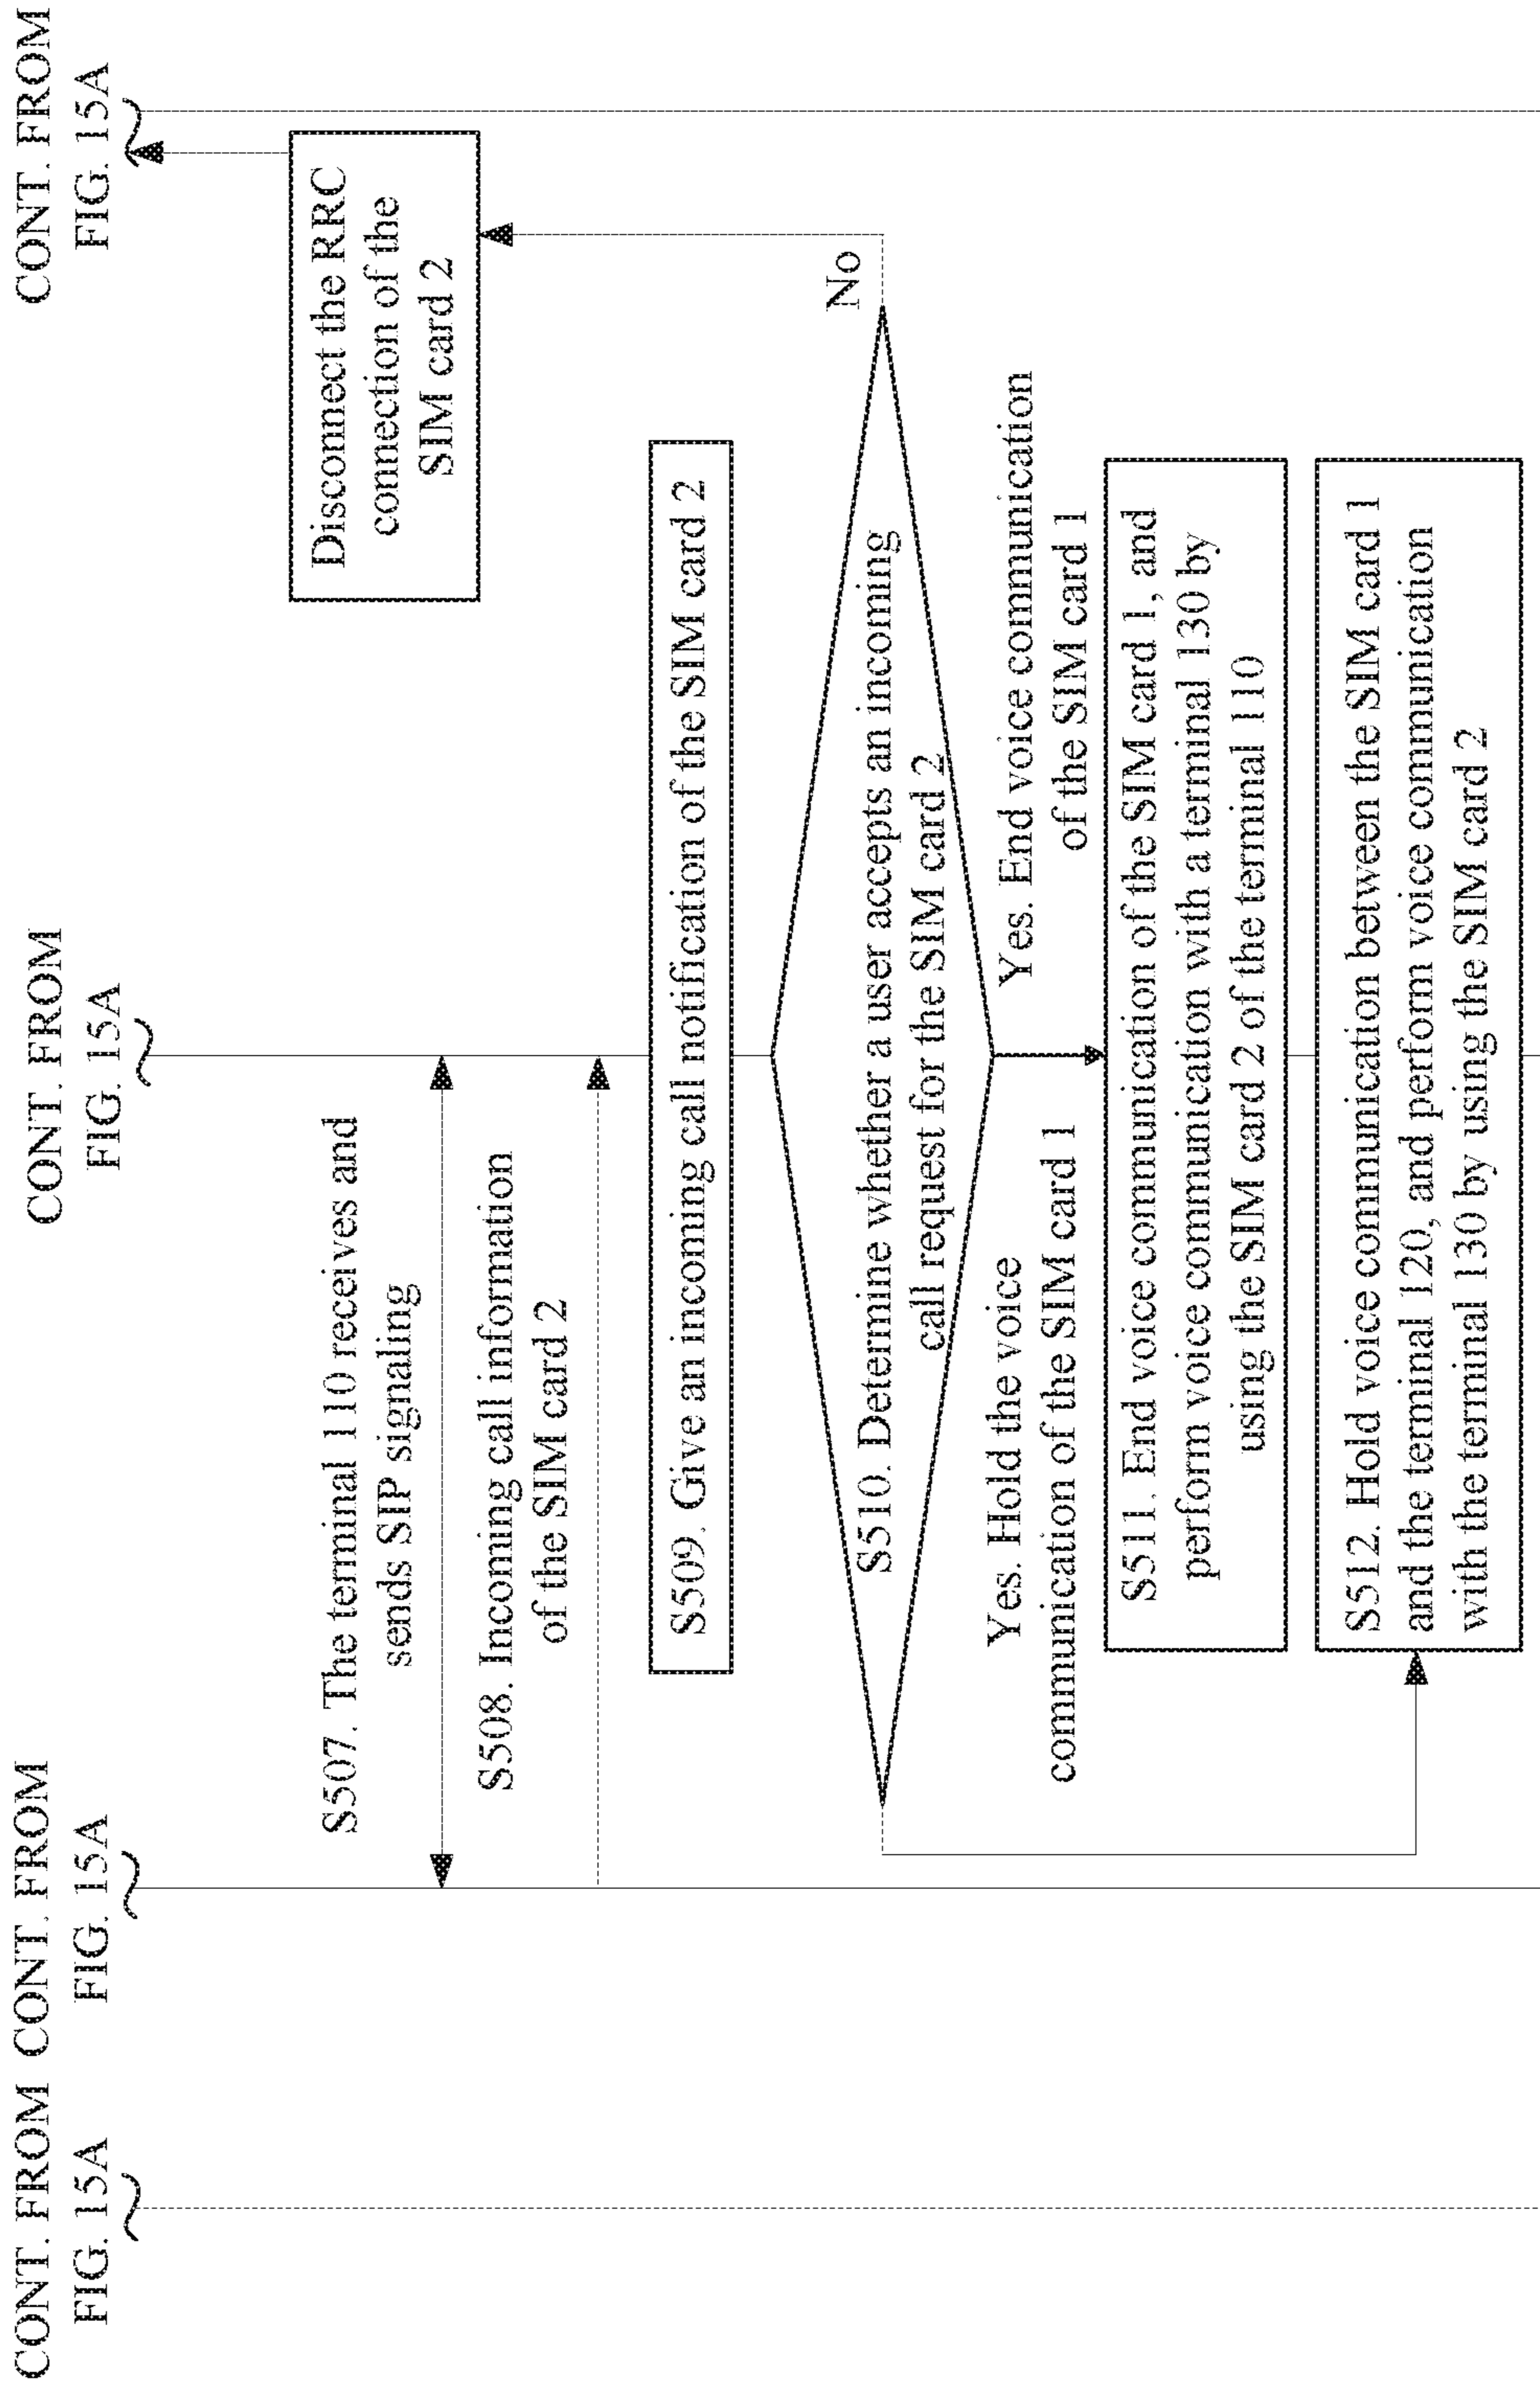 CONT. FROM
FIG. 15A
CONT. FROM
FIG. 15A
CONT. FROM
FIG. 15A
CONT. FROM
FIG. 15A
S507. The terminal 110 receives and
sends SIP signaling
Disconnect the RRC
connection of the
SIM card 2
S508. Incoming call information
of the SIM card 2
S509. Give an incoming call notification of the SIM card 2
S510. Determine whether a user accepts an incoming
call request for the SIM card 2
No
Yes. Hold the voice
communication of the SIM card 1
Yes. End voice communication
of the SIM card 1
S511. End voice communication of the SIM card 1, and
perform voice communication with a terminal 130 by
using the SIM card 2 of the terminal 110
S512. Hold voice communication between the SIM card 1
and the terminal 120, and perform voice communication
with the terminal 130 by using the SIM card 2